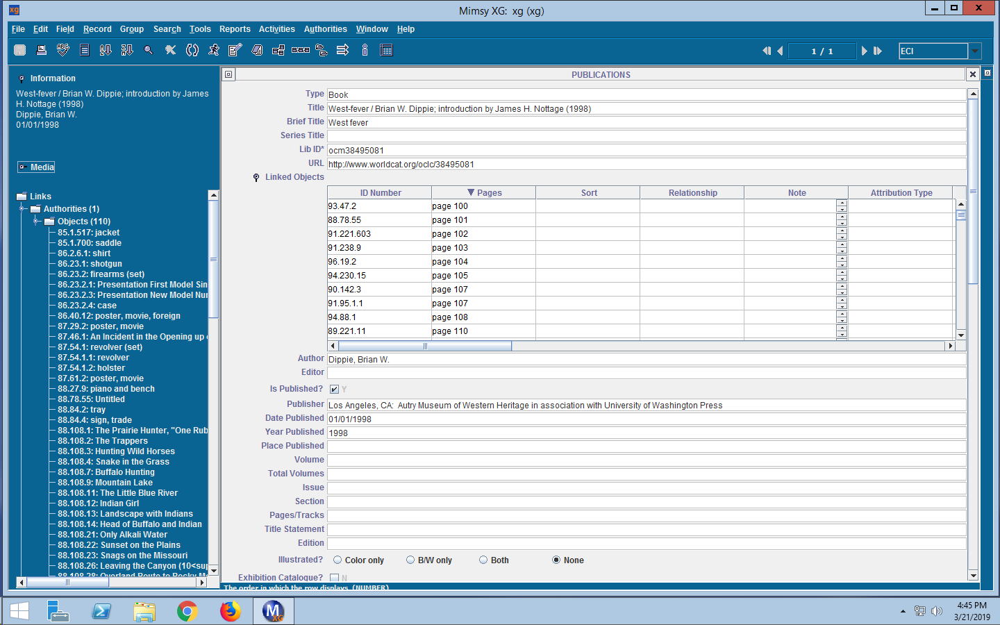 xg
Mimsy XG:  xg (xg)
File Edit Field Record Group Search Tools Reports Activities Authorities Window Help
1 / 1
ECI
Information
West-fever / Brian W. Dippie; introduction by James
H. Nottage (1998)
Dippie, Brian W.
01/01/1998
Media
Links
Authorities (1)
Objects (110)
85.1.517: jacket
85.1.700: saddle
86.2.6.1: shirt
86.23.1: shotgun
86.23.2: firearms (set)
86.23.2.1: Presentation First Model Sin
86.23.2.3: Presentation New Model Nu
86.23.2.4: case
86.40.12: poster, movie, foreign
87.29.2: poster, movie
87.46.1: An Incident in the Opening up
87.54.1: revolver (set)
87.54.1.1: revolver
87.54.1.2: holster
87.61.2: poster, movie
88.27.9: piano and bench
88.78.55: Untitled
88.84.2: tray
88.84.4: sign, trade
88.108.1: The Prairie Hunter, "One Rub
88.108.2: The Trappers
88.108.3: Hunting Wild Horses
88.108.4: Snake in the Grass
88.108.7: Buffalo Hunting
88.108.9: Mountain Lake
88.108.11: The Little Blue River
88.108.12: Indian Girl
88.108.13: Landscape with Indians
88.108.14: Head of Buffalo and Indian
88.108.21: Only Alkali Water
88.108.22: Sunset on the Plains
88.108.23: Snags on the Missouri
88.108.26: Leaving the Canyon (10<sup
88.108.28: Overland Route to Rocky M
PUBLICATIONS
Type Book
Title West-fever / Brian W. Dippie; introduction by James H. Nottage (1998)
Brief Title West fever
Series Title
Lib ID* ocm38495081
URL http://www.worldcat.org/oclc/38495081
Linked Objects
ID Number Pages Sort Relationship Note Attribution Type
93.47.2 page 100
88.78.55 page 101
91.221.603 page 102
91.238.9 page 103
96.19.2 page 104
94.230.15 page 105
90.142.3 page 107
91.95.1.1 page 107
94.88.1 page 108
89.221.11 page 110
Author Dippie, Brian W.
Editor
Is Published? Y
Publisher Los Angeles, CA:  Autry Museum of Western Heritage in association with University of Washington Press
Date Published 01/01/1998
Year Published 1998
Place Published
Volume
Total Volumes
Issue
Section
Pages/Tracks
Title Statement
Edition
Illustrated? Color only B/W only Both None
Exhibition Catalogue? N
The order in which the row displays. (NUMBER)
4:45 PM
3/21/2019